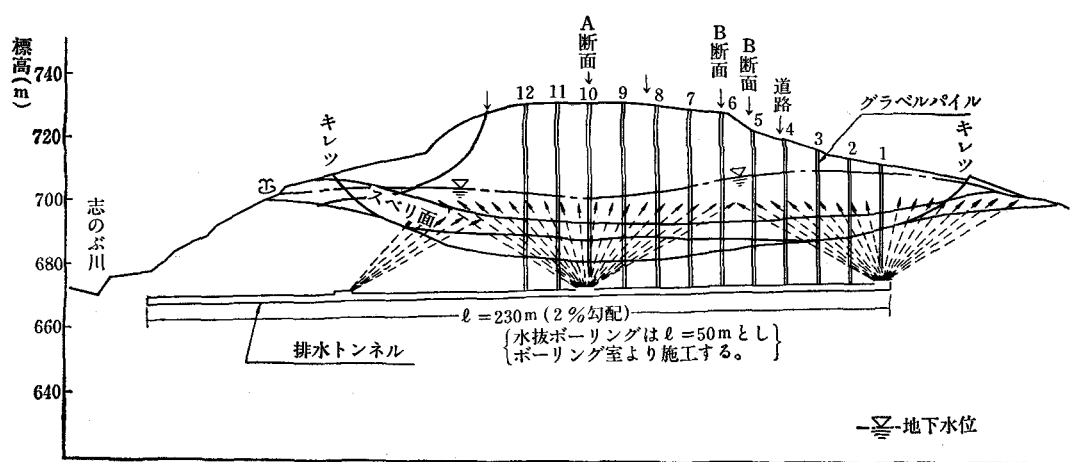 標高(m)
740
720
700
680
660
640
志のぶ川
キレツ
スベリ面
A断面
B断面
B断面
道路
グラベルパイル
キレツ
12 11 10 9 8 7 6 5 4 3 2 1
ℓ=230m(2%勾配)
水抜ボーリングはℓ=50mとし
ボーリング室より施工する。
排水トンネル
地下水位